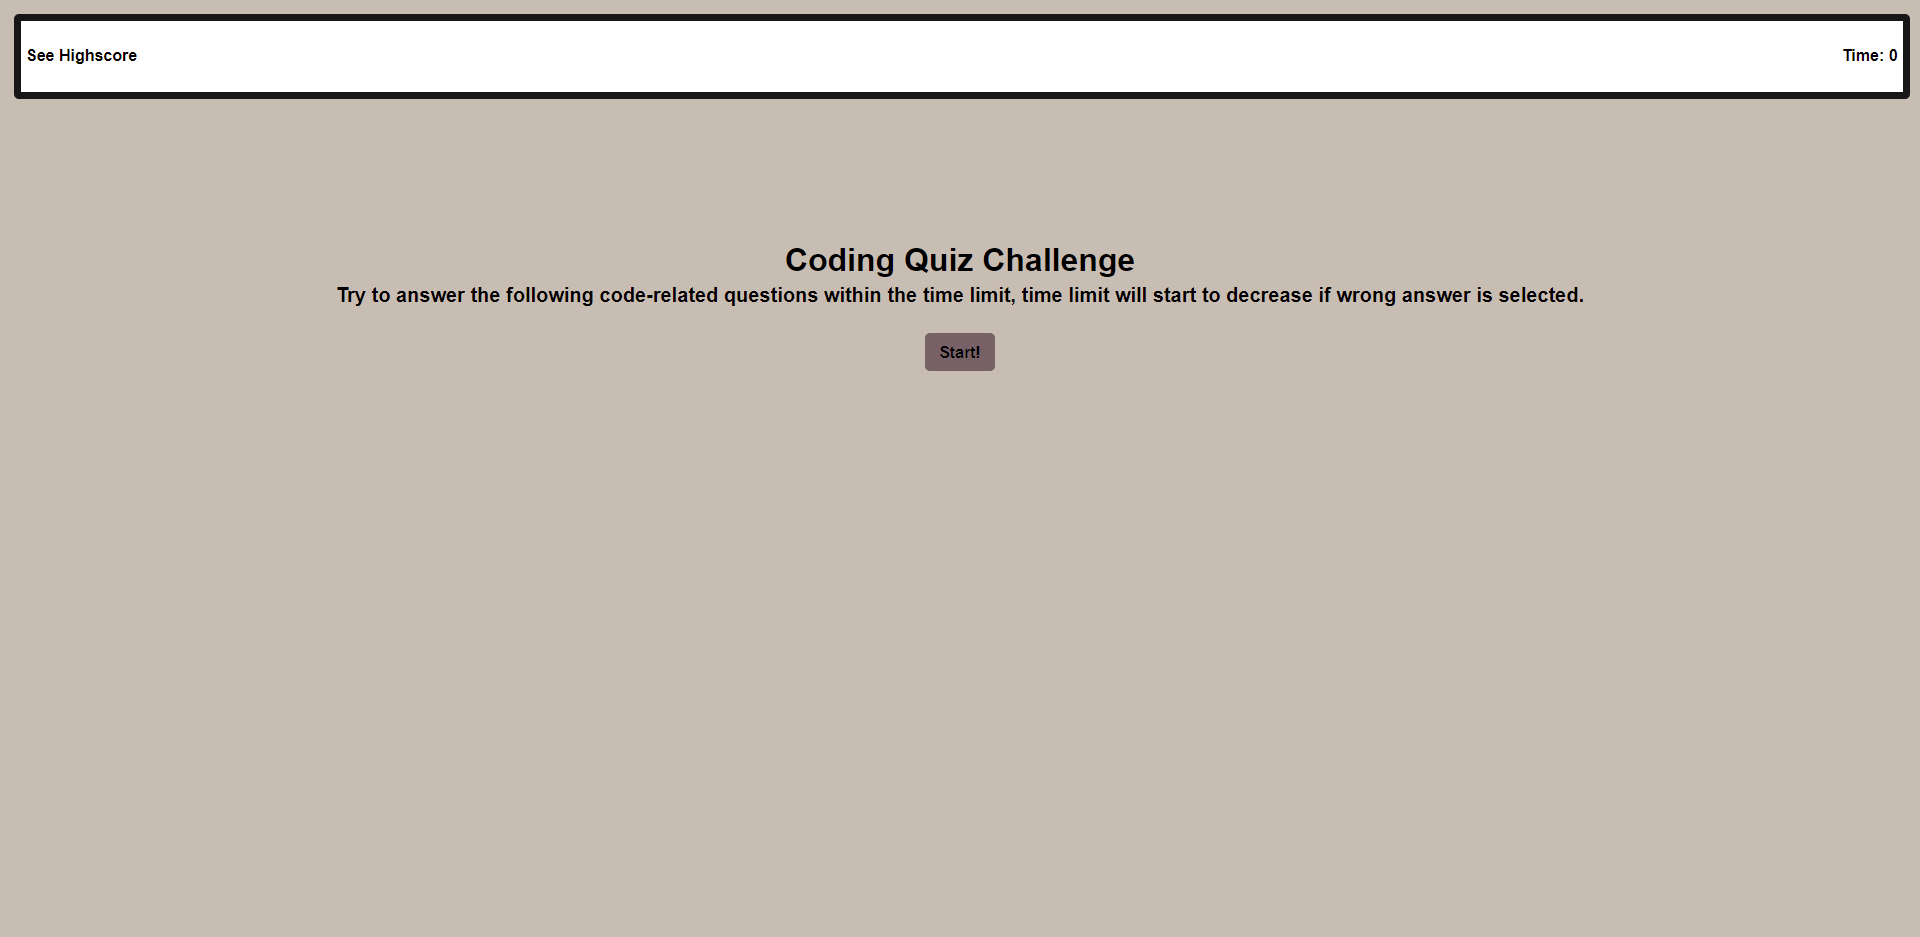 See Highscore
Time: 0
Coding Quiz Challenge
Try to answer the following code-related questions within the time limit, time limit will start to decrease if wrong answer is selected.
Start!